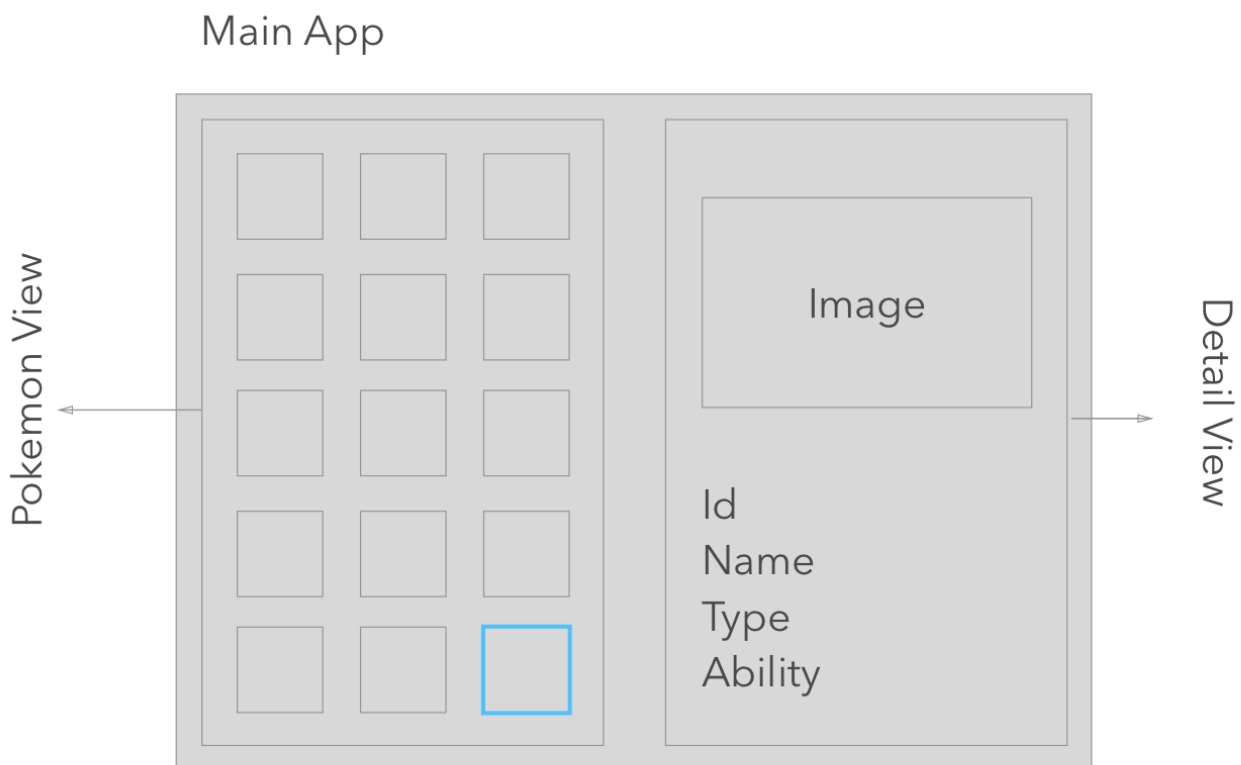 Main App
Pokemon View
Image
Id
Name
Type
Ability
Detail View